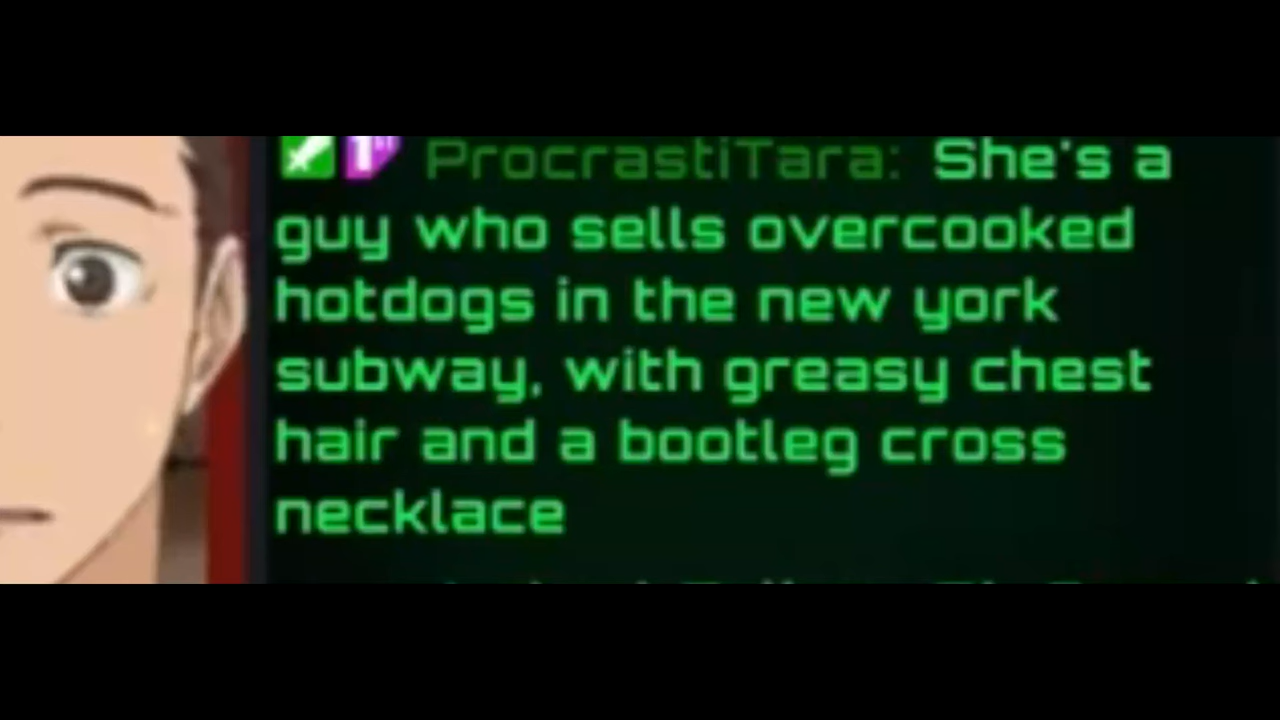 ProcrastiTara: She's a
guy who sells overcooked
hotdogs in the new york
subway, with greasy chest
hair and a bootleg cross
necklace